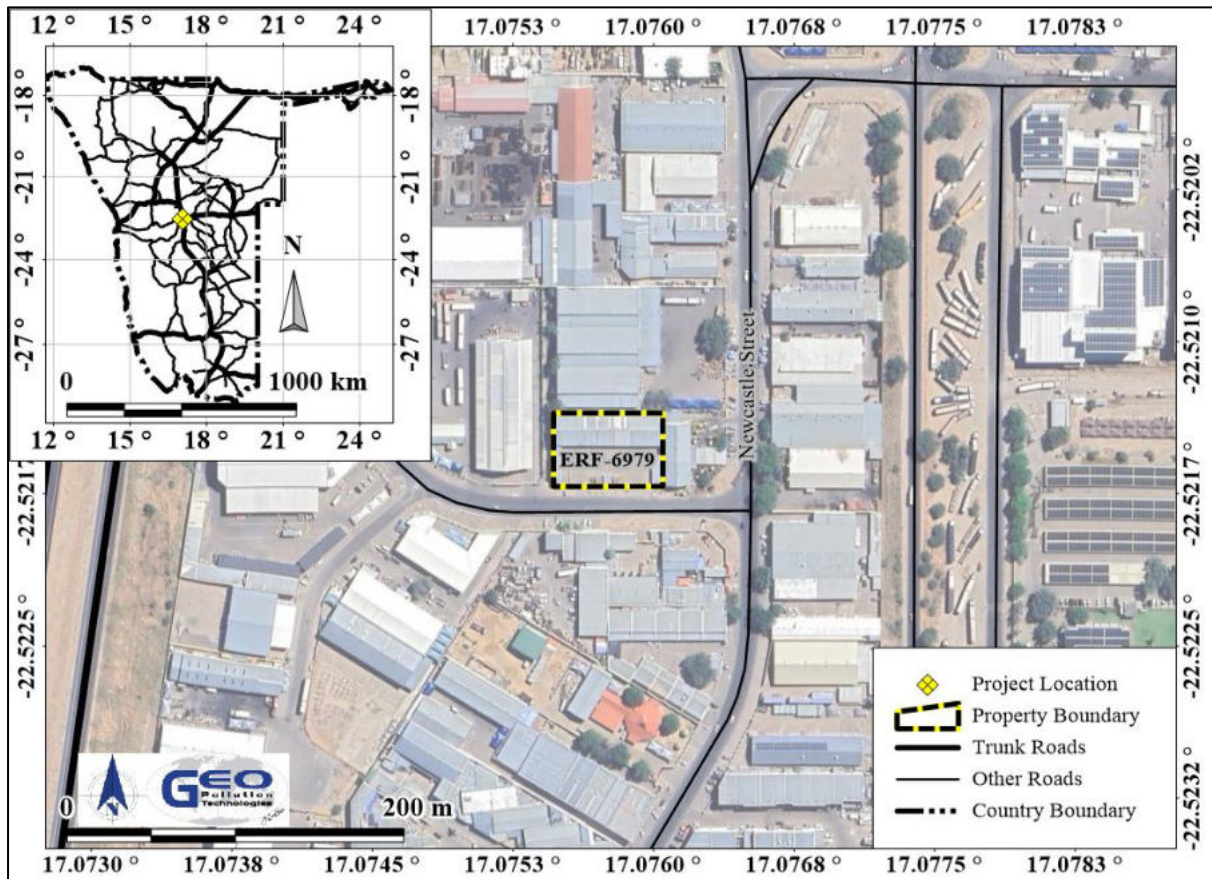 17.0753 ° 17.0760 ° 17.0768 ° 17.0775 ° 17.0783 °
12 ° 15 ° 18 ° 21 ° 24 °
-18 °
-21 °
-24 °
-27 °
-18 °
-21 °
-24 °
-27 °
N
0 1000 km
12 ° 15 ° 18 ° 21 ° 24 °
-22.5202 °
-22.5210 °
-22.5217 °
-22.5225 °
-22.5232 °
-22.5217 °
-22.5225 °
-22.5232 °
Newcastle Street
ERF-6979
GEO
Pollution
Technologies
0 200 m
Project Location
Property Boundary
Trunk Roads
Other Roads
Country Boundary
17.0730 ° 17.0738 ° 17.0745 ° 17.0753 ° 17.0760 ° 17.0768 ° 17.0775 ° 17.0783 °